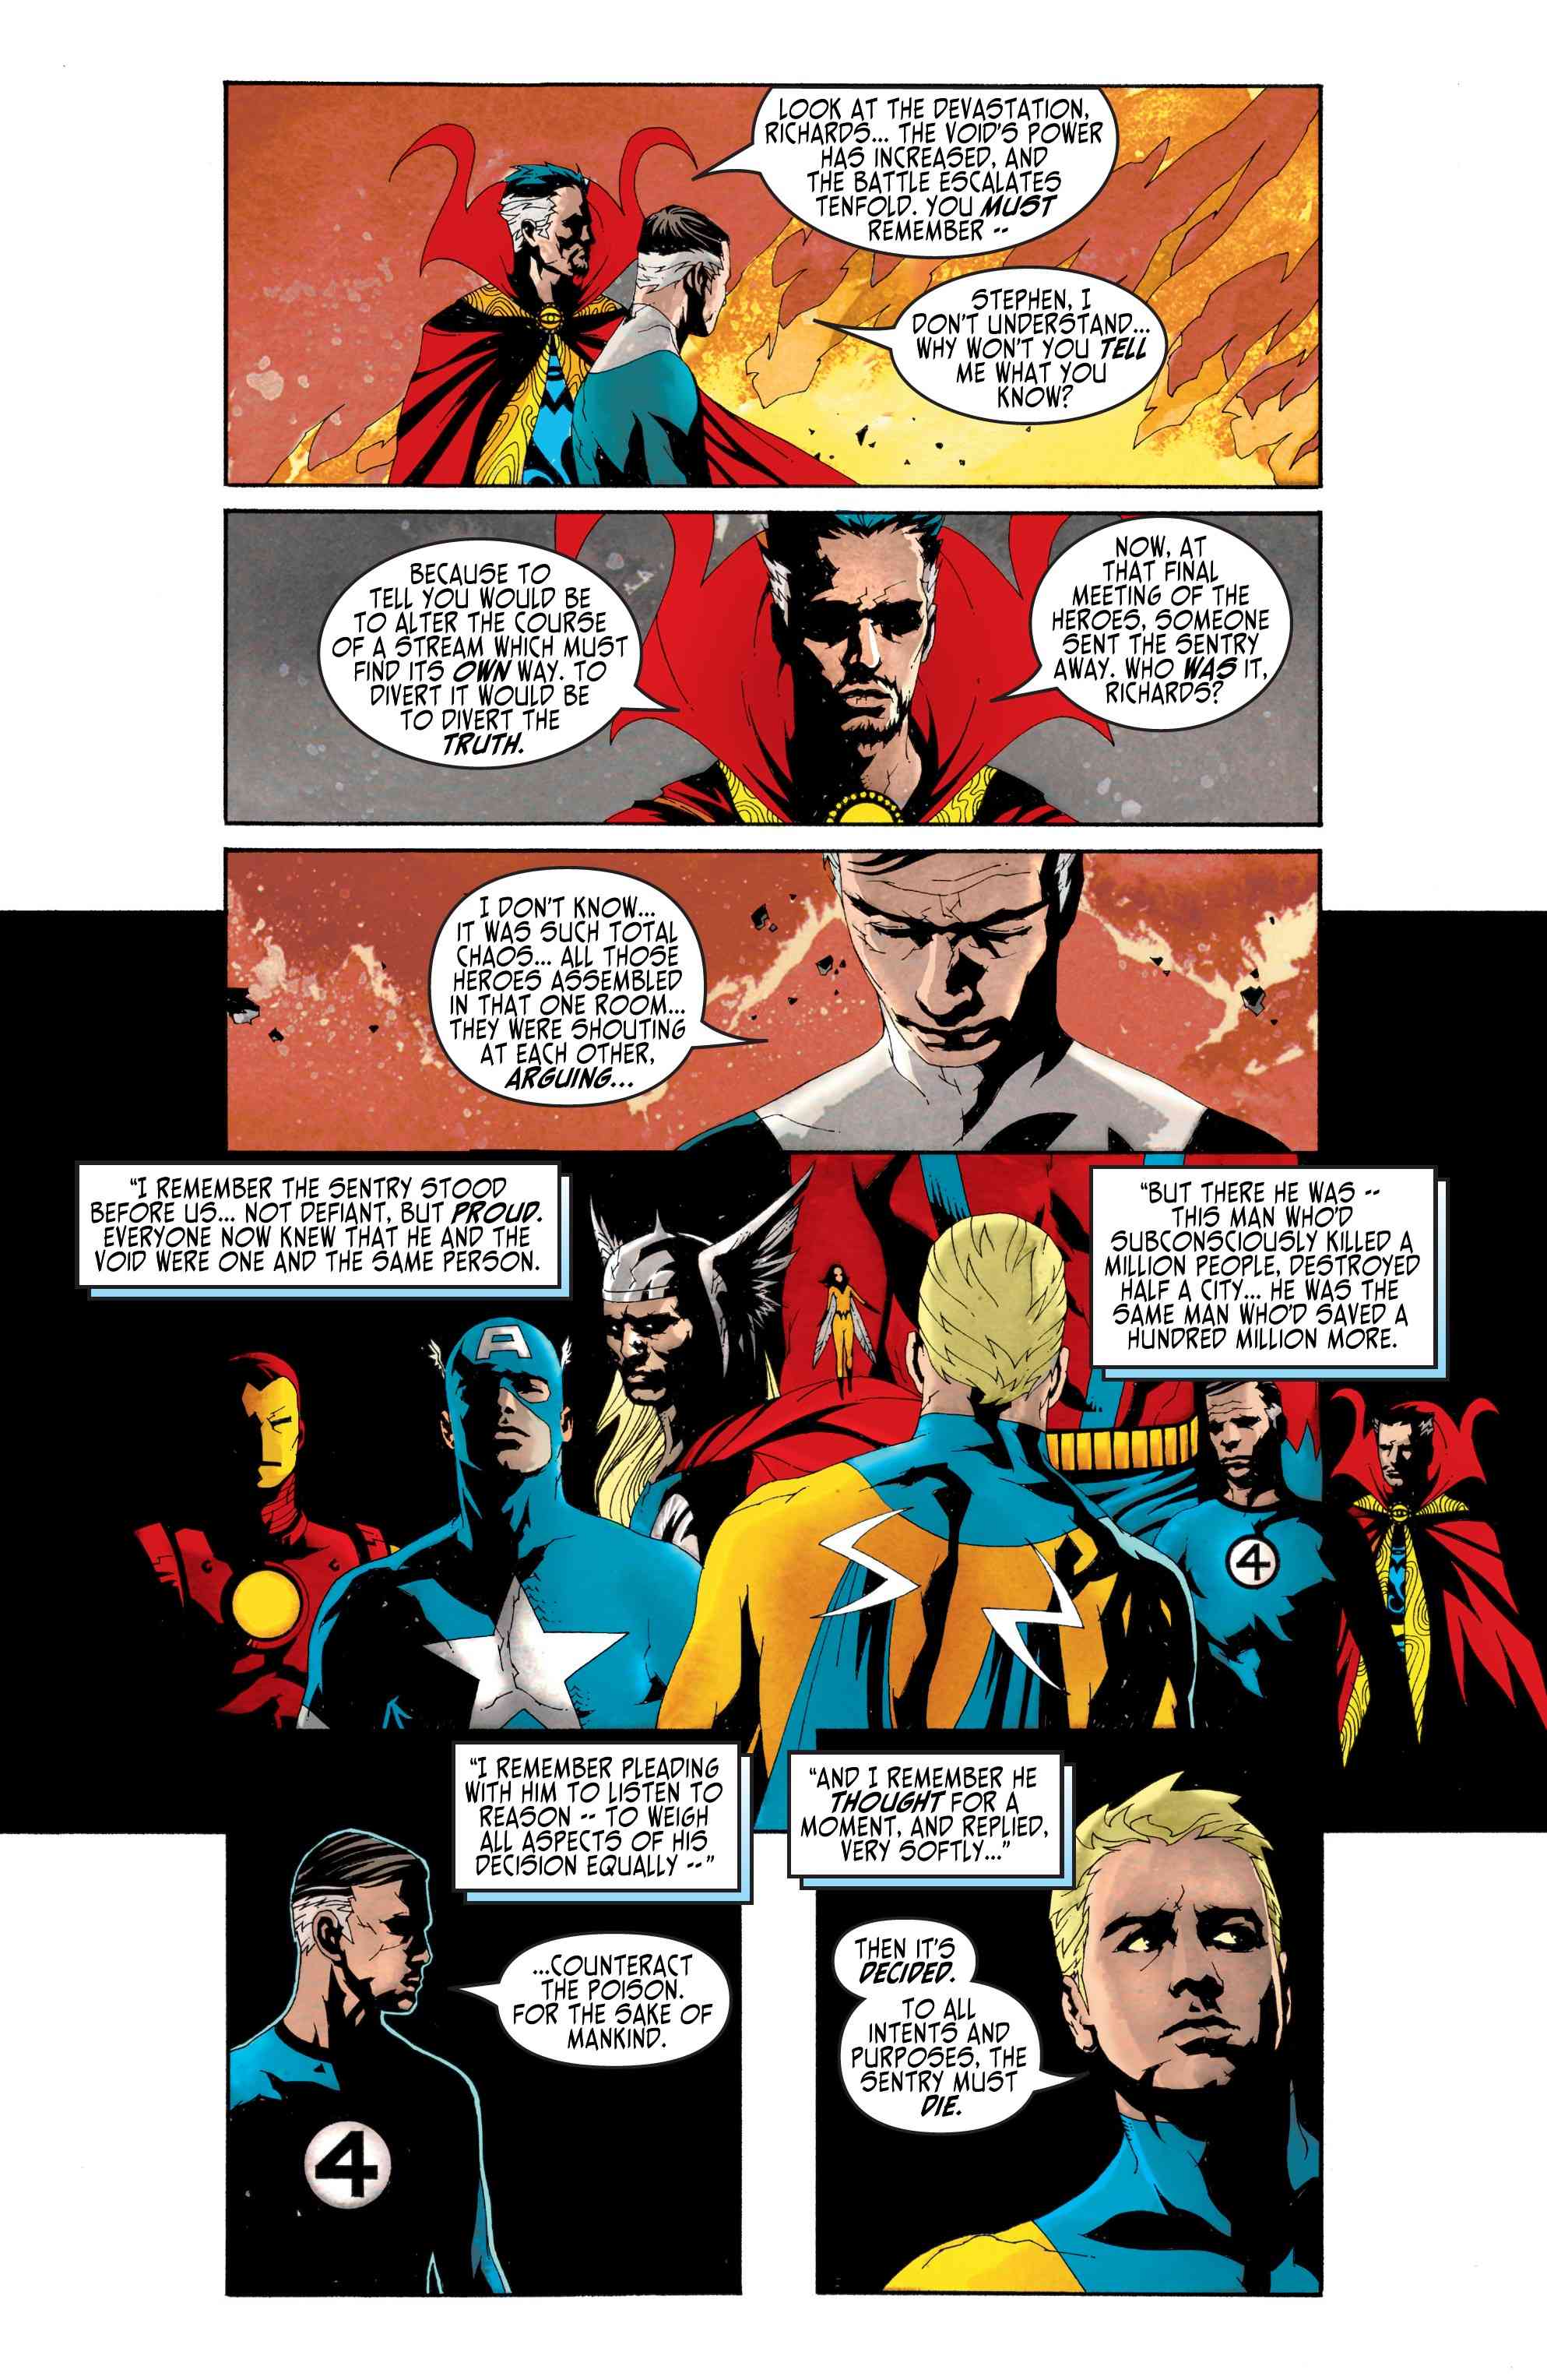 LOOK AT THE DEVASTATION,
RICHARDS... THE VOID'S POWER
HAS INCREASED, AND
THE BATTLE ESCALATES
TENFOLD. YOU MUST
REMEMBER --
STEPHEN, I
DON'T UNDERSTAND...
WHY WON'T YOU TELL
ME WHAT YOU
KNOW?
BECAUSE TO
TELL YOU WOULD BE
TO ALTER THE COURSE
OF A STREAM WHICH MUST
FIND ITS OWN WAY. TO
DIVERT IT WOULD BE
TO DIVERT THE
TRUTH.
NOW, AT
THAT FINAL
MEETING OF THE
HEROES, SOMEONE
SENT THE SENTRY
AWAY. WHO WAS IT,
RICHARDS?
I DON'T KNOW...
IT WAS SUCH TOTAL
CHAOS... ALL THOSE
HEROES ASSEMBLED
IN THAT ONE ROOM...
THEY WERE SHOUTING
AT EACH OTHER,
ARGUING...
"I REMEMBER THE SENTRY STOOD
BEFORE US... NOT DEFIANT, BUT PROUD.
EVERYONE NOW KNEW THAT HE AND THE
VOID WERE ONE AND THE SAME PERSON.
"BUT THERE HE WAS --
THIS MAN WHO'D
SUBCONSCIOUSLY KILLED A
MILLION PEOPLE, DESTROYED
HALF A CITY... HE WAS THE
SAME MAN WHO'D SAVED A
HUNDRED MILLION MORE.
A
4
"I REMEMBER PLEADING
WITH HIM TO LISTEN TO
REASON -- TO WEIGH
ALL ASPECTS OF HIS
DECISION EQUALLY --"
...COUNTERACT
THE POISON.
FOR THE SAKE OF
MANKIND.
4
"AND I REMEMBER HE
THOUGHT FOR A
MOMENT, AND REPLIED,
VERY SOFTLY..."
THEN IT'S
DECIDED.
TO ALL
INTENTS AND
PURPOSES, THE
SENTRY MUST
DIE.